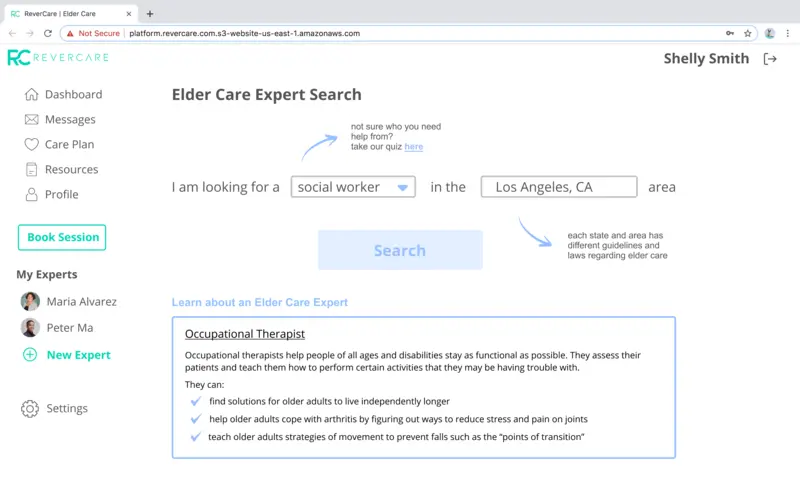 ReverCare | Elder Care
Not Secure | platform.revercare.com.s3-website-us-east-1.amazonaws.com
RC REVERCARE
Shelly Smith
Dashboard
Messages
Care Plan
Resources
Profile
Book Session
My Experts
Maria Alvarez
Peter Ma
New Expert
Settings
Elder Care Expert Search
not sure who you need
help from?
take our quiz here
I am looking for a social worker in the Los Angeles, CA area
each state and area has
different guidelines and
laws regarding elder care
Search
Learn about an Elder Care Expert
Occupational Therapist
Occupational therapists help people of all ages and disabilities stay as functional as possible. They assess their
patients and teach them how to perform certain activities that they may be having trouble with.
They can:
find solutions for older adults to live independently longer
help older adults cope with arthritis by figuring out ways to reduce stress and pain on joints
teach older adults strategies of movement to prevent falls such as the “points of transition”